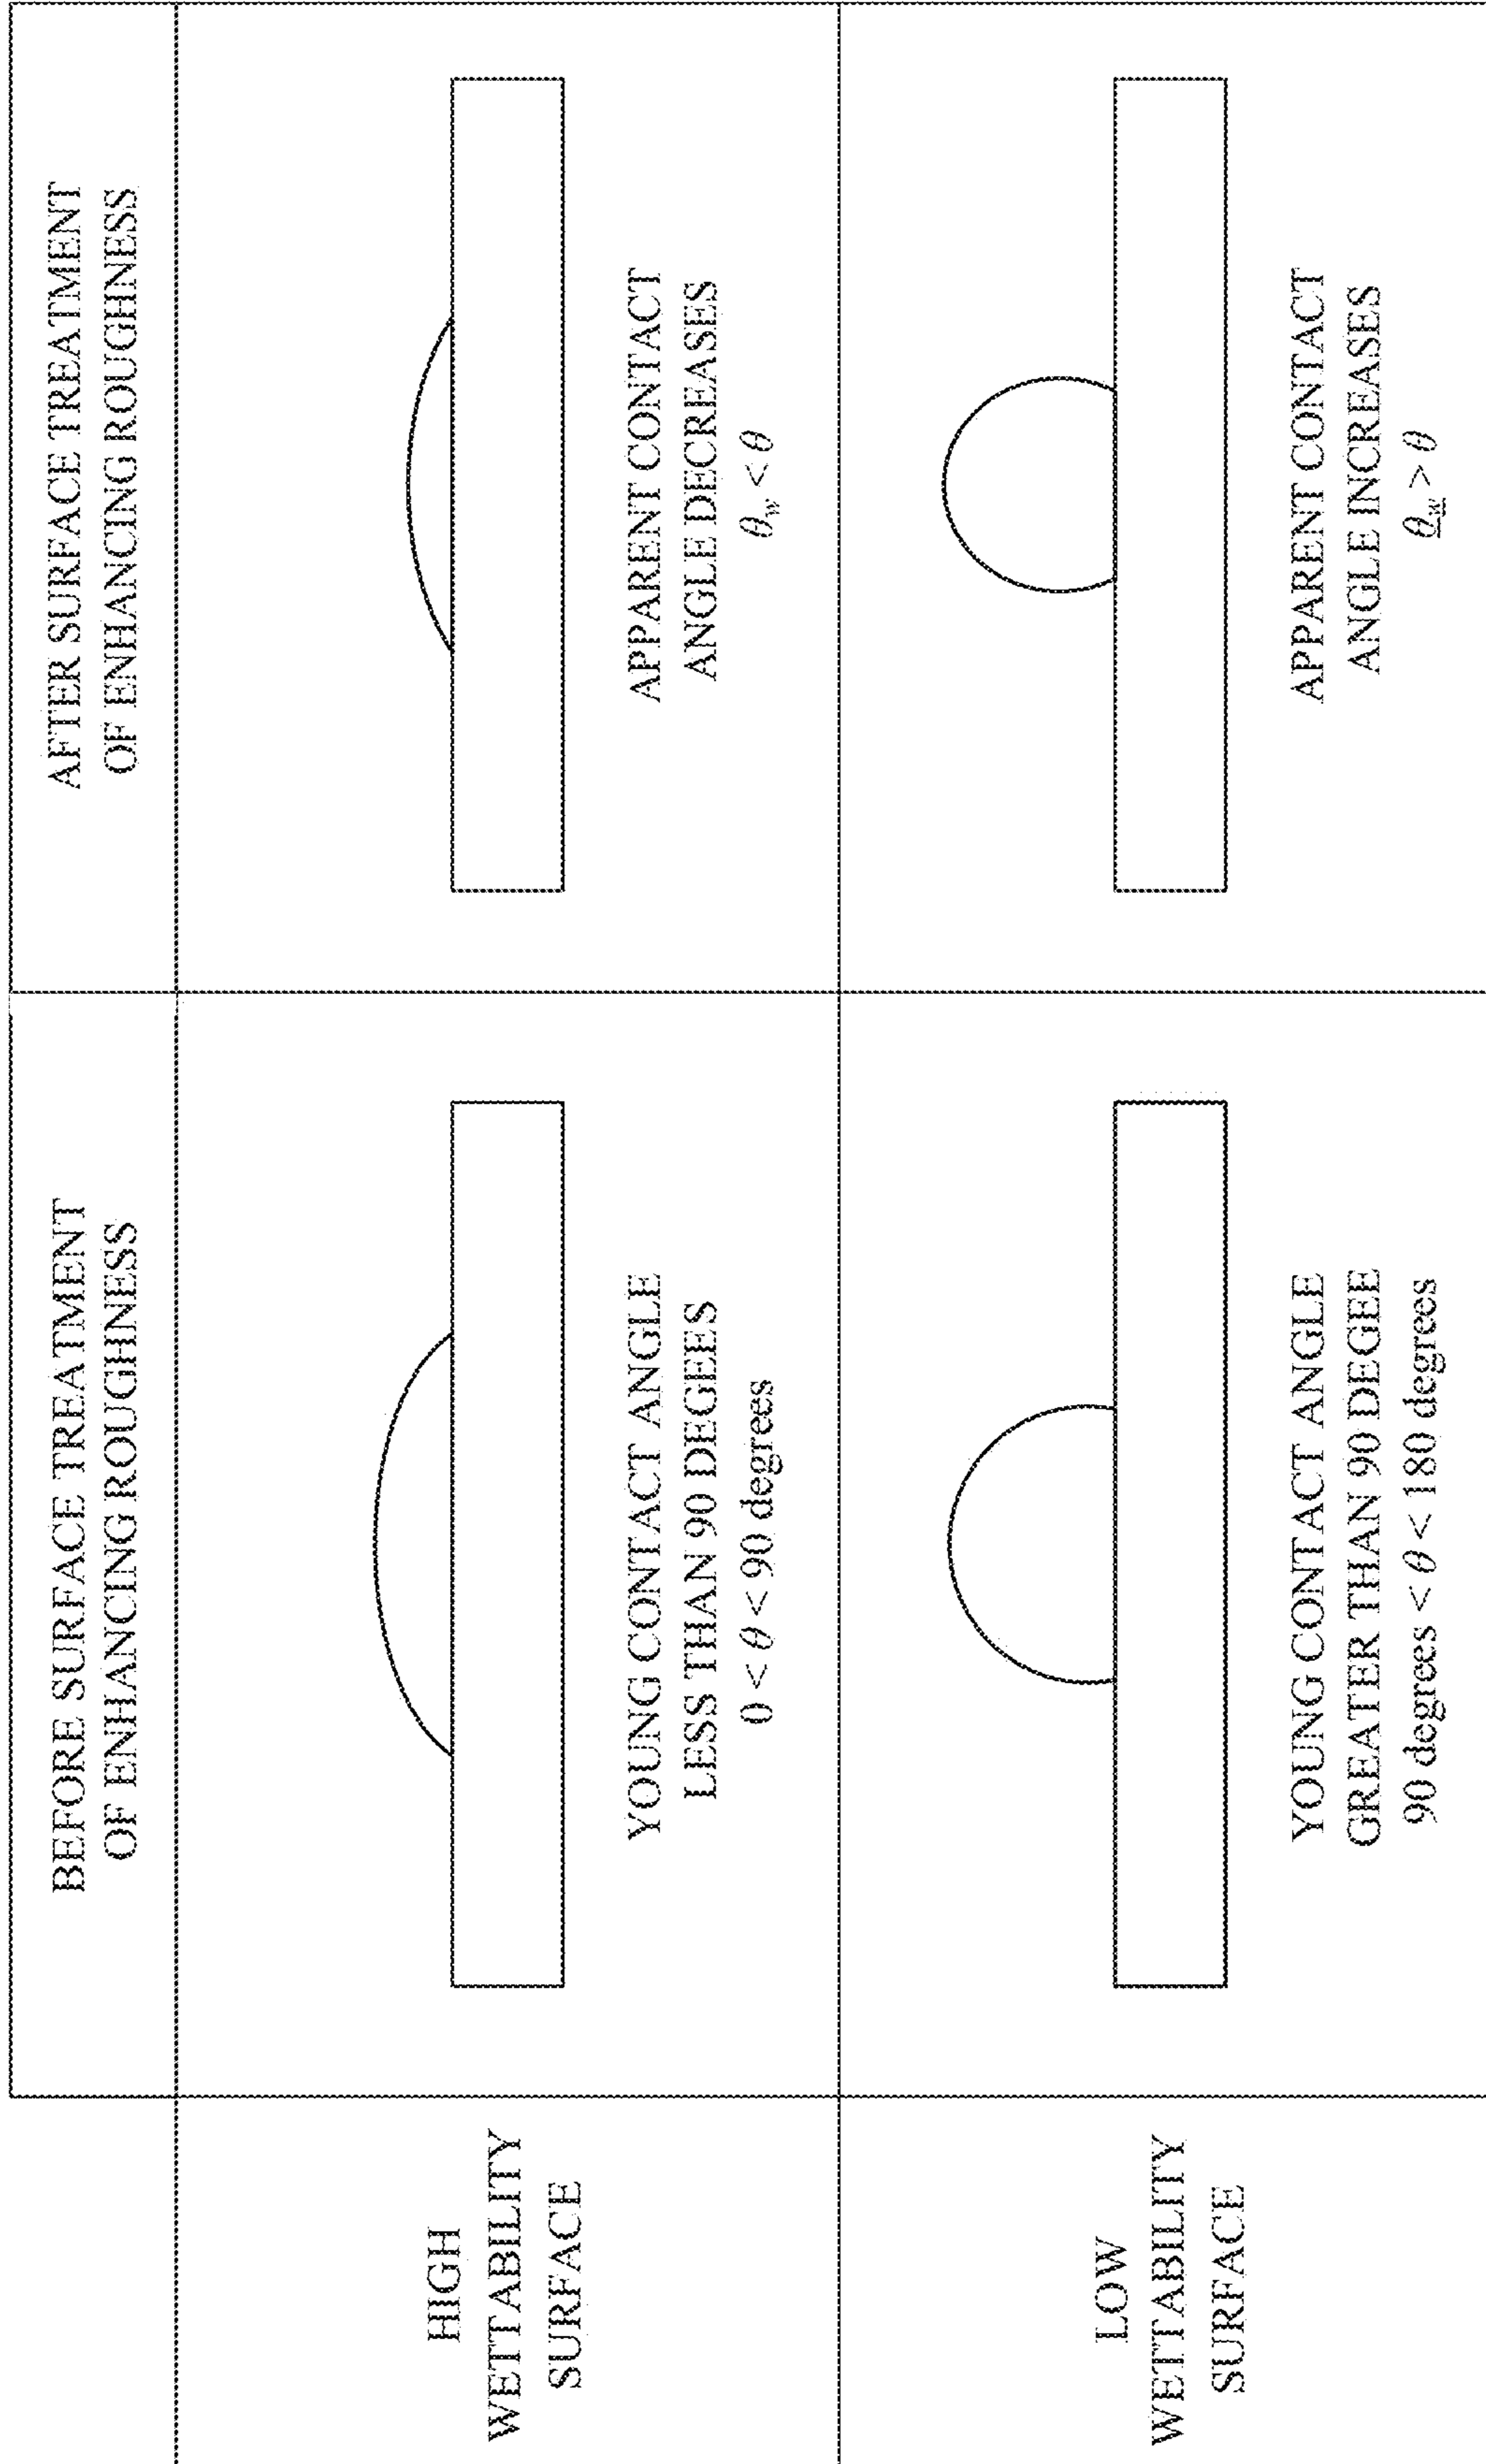 BEFORE SURFACE TREATMENT
OF ENHANCING ROUGHNESS
AFTER SURFACE TREATMENT
OF ENHANCING ROUGHNESS
HIGH
WETTABILITY
SURFACE
YOUNG CONTACT ANGLE
LESS THAN 90 DEGEES
0 < θ < 90 degrees
APPARENT CONTACT
ANGLE DECREASES
θw < θ
LOW
WETTABILITY
SURFACE
YOUNG CONTACT ANGLE
GREATER THAN 90 DEGEE
90 degrees < θ < 180 degrees
APPARENT CONTACT
ANGLE INCREASES
θw > θ